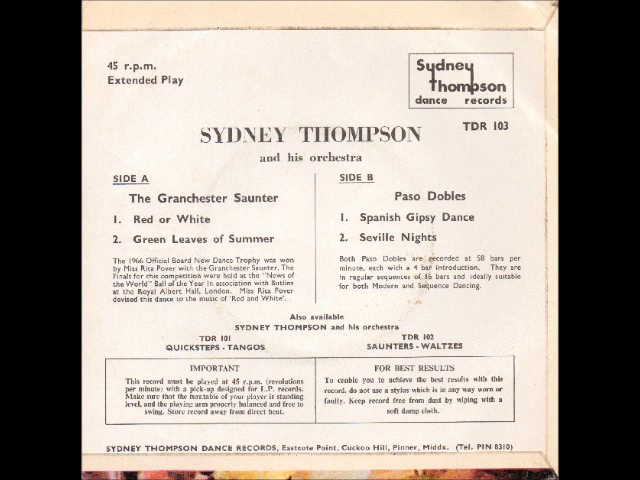 45 r.p.m.
Extended Play
Sydney
Thompson
dance records
TDR 103
SYDNEY THOMPSON
and his orchestra
SIDE A
The Granchester Saunter
1. Red or White
2. Green Leaves of Summer
The 1966 Official Board New Dance Trophy was won
by Miss Rita Pover with the Granchester Saunter. The
Finals for this competition were held at the "News of
the World" Ball of the Year in association with Butlins
at the Royal Albert Hall, London. Miss Rita Pover
devised this dance to the music of 'Red and White'.
SIDE B
Paso Dobles
1. Spanish Gipsy Dance
2. Seville Nights
Both Paso Dobles are recorded at 58 bars per
minute, each with a 4 bar introduction. They are
in regular sequences of 16 bars and ideally suitable
for both Modern and Sequence Dancing.
Also available
SYDNEY THOMPSON and his orchestra
TDR 101
QUICKSTEPS - TANGOS
TDR 102
SAUNTERS - WALTZES
IMPORTANT
This record must be played at 45 r.p.m. (revolutions
per minute) with a pick-up designed for L.P. records.
Make sure that the turntable of your player is standing
level, and the playing arm properly balanced and free to
swing. Store record away from direct heat.
FOR BEST RESULTS
To enable you to achieve the best results with this
record, do not use a stylus which is in any way worn or
faulty. Keep record free from dust by wiping with a
soft damp cloth.
SYDNEY THOMPSON DANCE RECORDS, Eastcote Point, Cuckoo Hill, Pinner, Middx. (Tel. PIN 8310)